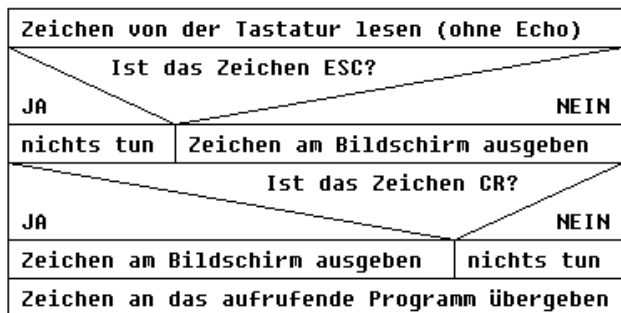 Zeichen von der Tastatur lesen (ohne Echo)
Ist das Zeichen ESC?
JA NEIN
nichts tun Zeichen am Bildschirm ausgeben
Ist das Zeichen CR?
JA NEIN
Zeichen am Bildschirm ausgeben nichts tun
Zeichen an das aufrufende Programm übergeben